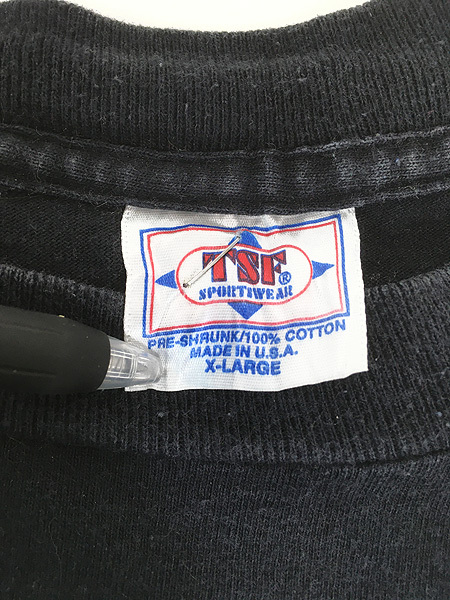 TSF®
SPORTSWEAR
PRE-SHRUNK/100% COTTON
MADE IN U.S.A.
X-LARGE